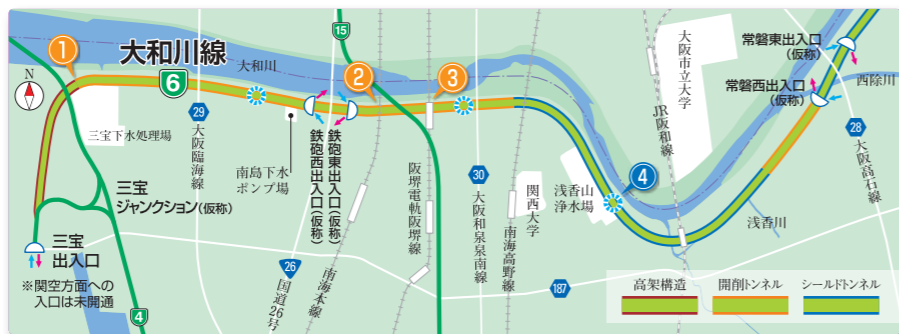 1
大和川線
6
大和川
15
2
3
大阪市立大学
常磐東出入口
(仮称)
常磐西出入口
(仮称)
西除川
28
大阪高石線
N
三宝下水処理場
29
大阪臨海線
南島下水
ポンプ場
鉄砲西出入口(仮称)
鉄砲東出入口(仮称)
阪堺電軌阪堺線
30
大阪和泉泉南線
関西大学
JR阪和線
浅香山
浄水場
4
浅香川
三宝
ジャンクション(仮称)
三宝
出入口
※関空方面への
入口は未開通
4
26
国道26号
南海本線
南海高野線
187
高架構造
開削トンネル
シールドトンネル